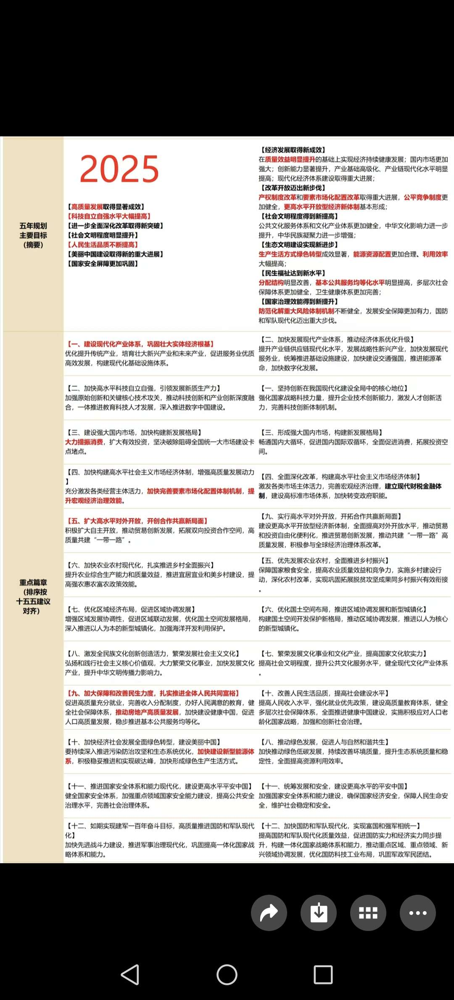 2025
五年规划
主要目标
（摘要）
【高质量发展取得显著成效】
【科技自立自强水平大幅提高】
【进一步全面深化改革取得新突破】
【社会文明程度明显提升】
【人民生活品质不断提高】
【美丽中国建设取得新的重大进展】
【国家安全屏障更加巩固】
【经济发展取得新成效】
在质量效益明显提升的基础上实现经济持续健康发展；国内市场更加
强大；创新能力显著提升，产业基础高级化、产业链现代化水平明显
提高；现代化经济体系建设取得重大进展；
【改革开放迈出新步伐】
产权制度改革和要素市场化配置改革取得重大进展，公平竞争制度更
加健全，更高水平开放型经济新体制基本形成；
【社会文明程度得到新提高】
公共文化服务体系和文化产业体系更加健全，中华文化影响力进一步
提升，中华民族凝聚力进一步增强；
【生态文明建设实现新进步】
生产生活方式绿色转型成效显著，能源资源配置更加合理、利用效率
大幅提高；
【民生福祉达到新水平】
分配结构明显改善，基本公共服务均等化水平明显提高，多层次社会
保障体系更加健全，卫生健康体系更加完善；
【国家治理效能得到新提升】
防范化解重大风险体制机制不断健全，发展安全保障更加有力，国防
和军队现代化迈出重大步伐。
重点篇章
（排序按
十五五建议
对齐）
【一、建设现代化产业体系，巩固壮大实体经济根基】
优化提升传统产业，培育壮大新兴产业和未来产业，促进服务业优质
高效发展，构建现代化基础设施体系。
【二、加快发展现代产业体系，推动经济体系优化升级】
提升产业链供应链现代化水平，发展战略性新兴产业，加快发展现代
服务业，统筹推进基础设施建设，加快建设交通强国，推进能源革
命，加快数字化发展。
【二、加快高水平科技自立自强，引领发展新质生产力】
加强原始创新和关键核心技术攻关，推动科技创新和产业创新深度融
合，一体推进教育科技人才发展，深入推进数字中国建设。
【一、坚持创新在我国现代化建设全局中的核心地位】
强化国家战略科技力量，提升企业技术创新能力，激发人才创新活
力，完善科技创新体制机制。
【三、建设强大国内市场，加快构建新发展格局】
大力提振消费，扩大有效投资，坚决破除阻碍全国统一大市场建设卡
点堵点。
【三、形成强大国内市场，构建新发展格局】
畅通国内大循环，促进国内国际双循环，全面促进消费，拓展投资空
间。
【四、加快构建高水平社会主义市场经济体制，增强高质量发展动力
】
充分激发各类经营主体活力，加快完善要素市场化配置体制机制，提
升宏观经济治理效能。
【四、全面深化改革，构建高水平社会主义市场经济体制】
激发各类市场主体活力，完善宏观经济治理，建立现代财税金融体
制，建设高标准市场体系，加快转变政府职能。
【五、扩大高水平对外开放，开创合作共赢新局面】
积极扩大自主开放，推动贸易创新发展，拓展双向投资合作空间，高
质量共建“一带一路”。
【九、实行高水平对外开放，开拓合作共赢新局面】
建设更高水平开放型经济新体制，全面提高对外开放水平，推动贸易
和投资自由化便利化，推进贸易创新发展，推动共建“一带一路”高
质量发展，积极参与全球经济治理体系改革。
【六、加快农业农村现代化，扎实推进乡村全面振兴】
提升农业综合生产能力和质量效益，推进宜居宜业和美乡村建设，提
高强农惠农富农政策效能。
【五、优先发展农业农村，全面推进乡村振兴】
保障国家粮食安全，提高农业质量效益和竞争力，实施乡村建设行
动，深化农村改革，实现巩固拓展脱贫攻坚成果同乡村振兴有效衔接
。
【七、优化区域经济布局，促进区域协调发展】
增强区域发展协调性，促进区域联动发展，优化国土空间发展格局，
深入推进以人为本的新型城镇化，加强海洋开发利用保护。
【六、优化国土空间布局，推进区域协调发展和新型城镇化】
构建国土空间开发保护新格局，推动区域协调发展，推进以人为核心
的新型城镇化。
【八、激发全民族文化创新创造活力，繁荣发展社会主义文化】
弘扬和践行社会主义核心价值观，大力繁荣文化事业，加快发展文化
产业，提升中华文明传播力影响力。
【七、繁荣发展文化事业和文化产业，提高国家文化软实力】
提高社会文明程度，提升公共文化服务水平，健全现代文化产业体系
。
【九、加大保障和改善民生力度，扎实推进全体人民共同富裕】
促进高质量充分就业，完善收入分配制度，办好人民满意的教育，健
全社会保障体系，推动房地产高质量发展，加快建设健康中国，促进
人口高质量发展，稳步推进基本公共服务均等化。
【十、改善人民生活品质，提高社会建设水平】
提高人民收入水平，强化就业优先政策，建设高质量教育体系，健全
多层次社会保障体系，全面推进健康中国建设，实施积极应对人口老
龄化国家战略，加强和创新社会治理。
【十、加快经济社会发展全面绿色转型，建设美丽中国】
要持续深入推进污染防治攻坚和生态系统优化，加快建设新型能源体
系，积极稳妥推进和实现碳达峰，加快形成绿色生产生活方式。
【八、推动绿色发展，促进人与自然和谐共生】
加快推动绿色低碳发展，持续改善环境质量，提升生态系统质量和稳
定性，全面提高资源利用效率。
【十一、推进国家安全体系和能力现代化，建设更高水平平安中国】
健全国家安全体系，加强重点领域国家安全能力建设，提高公共安全
治理水平，完善社会治理体系。
【十一、统筹发展和安全，建设更高水平的平安中国】
加强国家安全体系和能力建设，确保国家经济安全，保障人民生命安
全，维护社会稳定和安全。
【十二、如期实现建军一百年奋斗目标，高质量推进国防和军队现代
化】
加快先进战斗力建设，推进军事治理现代化，巩固提高一体化国家战
略体系和能力。
【十二、加快国防和军队现代化，实现富国和强军相统一】
提高国防和军队现代化质量效益，促进国防实力和经济实力同步提
升，构建一体化国家战略体系和能力，推动重点区域、重点领域、新
兴领域协调发展，优化国防科技工业布局，巩固军政军民团结。